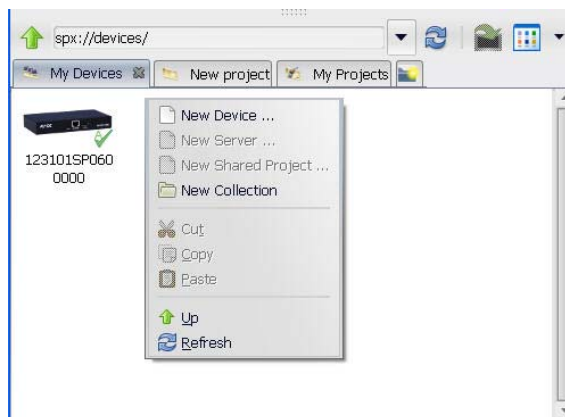 spx://devices/
My Devices
New project
My Projects
New Device ...
New Server ...
New Shared Project ...
New Collection
Cut
Copy
Paste
Up
Refresh
123101SP060
0000